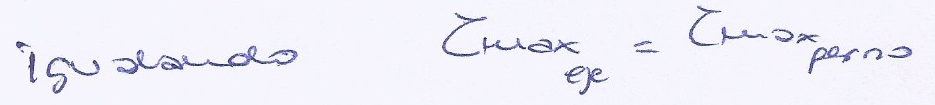 Igualando τmax eje = τmax perno